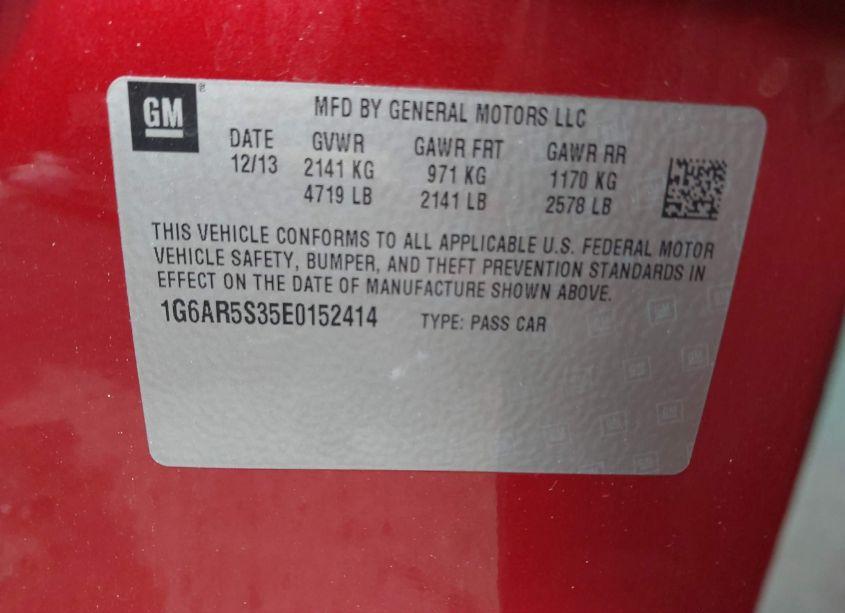 GM ® MFD BY GENERAL MOTORS LLC
DATE GVWR GAWR FRT GAWR RR
12/13 2141 KG 971 KG 1170 KG
4719 LB 2141 LB 2578 LB
THIS VEHICLE CONFORMS TO ALL APPLICABLE U.S. FEDERAL MOTOR
VEHICLE SAFETY, BUMPER, AND THEFT PREVENTION STANDARDS IN
EFFECT ON THE DATE OF MANUFACTURE SHOWN ABOVE.
1G6AR5S35E0152414 TYPE: PASS CAR